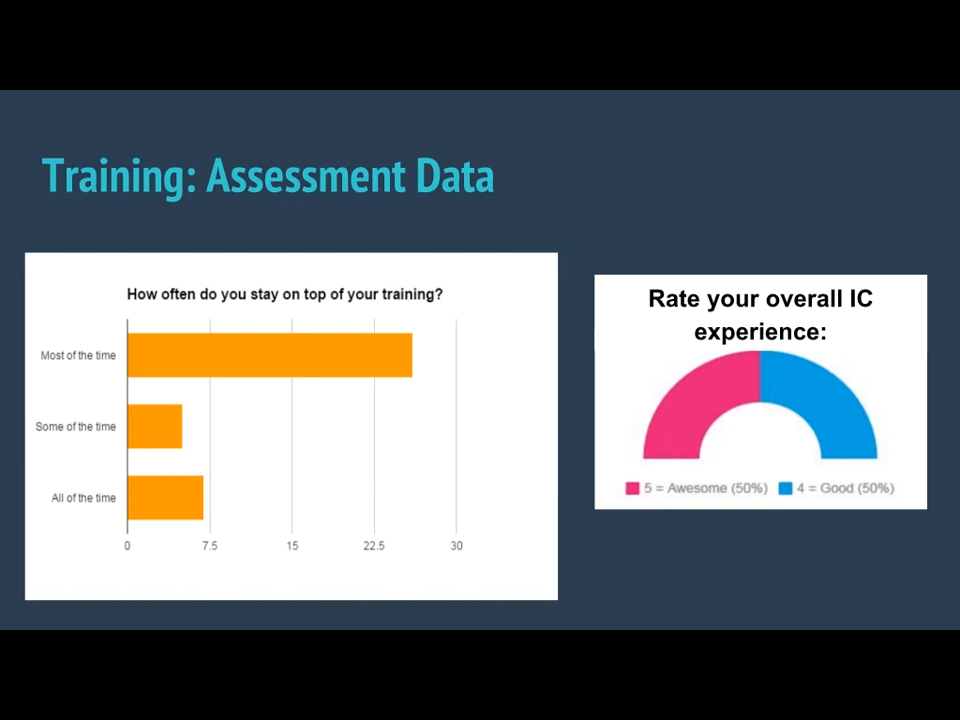 Training: Assessment Data
How often do you stay on top of your training?
Most of the time
Some of the time
All of the time
0 7.5 15 22.5 30
Rate your overall IC
experience:
5 = Awesome (50%) 4 = Good (50%)